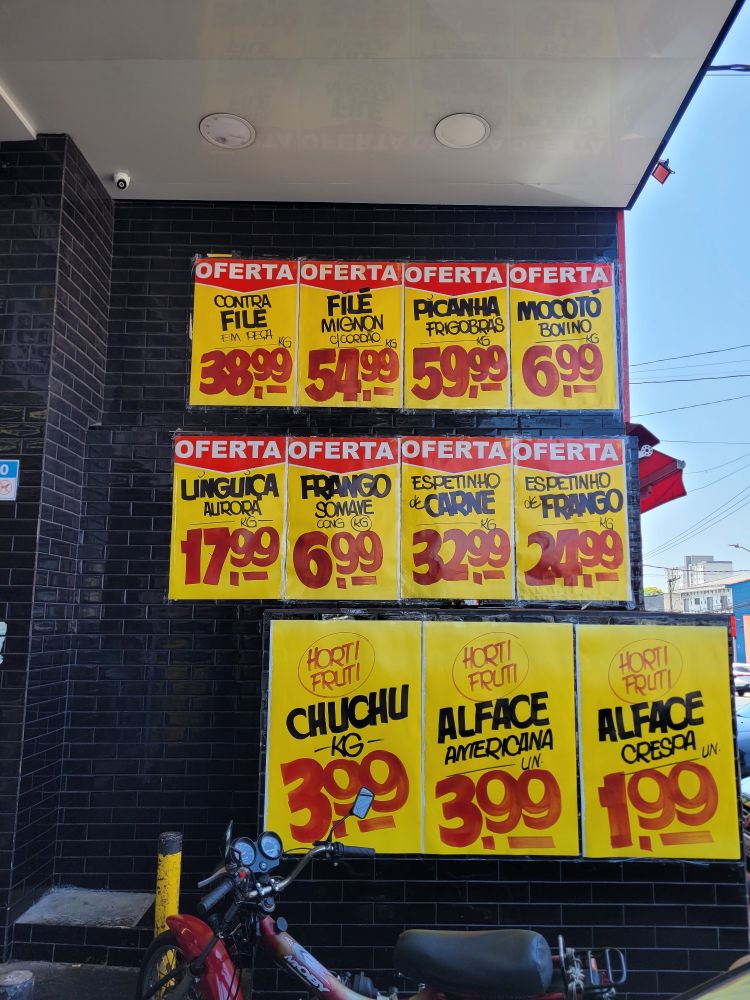 OFERTA
CONTRA
FILÉ
EM PEÇA
KG
38,99
OFERTA
FILÉ
MIGNON
C/CORDÃO
KG
54,99
OFERTA
PICANHA
FRIGOBRAS
KG
59,99
OFERTA
MOCOTÓ
BOVINO
KG
6,99
OFERTA
LINGUIÇA
AURORA
KG
17,99
OFERTA
FRANGO
SOMAVE
CONG (KG)
6,99
OFERTA
ESPETINHO
de CARNE
KG
32,99
OFERTA
ESPETINHO
de FRANGO
KG
24,99
HORTI
FRUTI
CHUCHU
-KG-
3,99
HORTI
FRUTI
ALFACE
AMERICANA
UN.
3,99
HORTI
FRUTI
ALFACE
CRESPA
UN.
1,99
MOBY